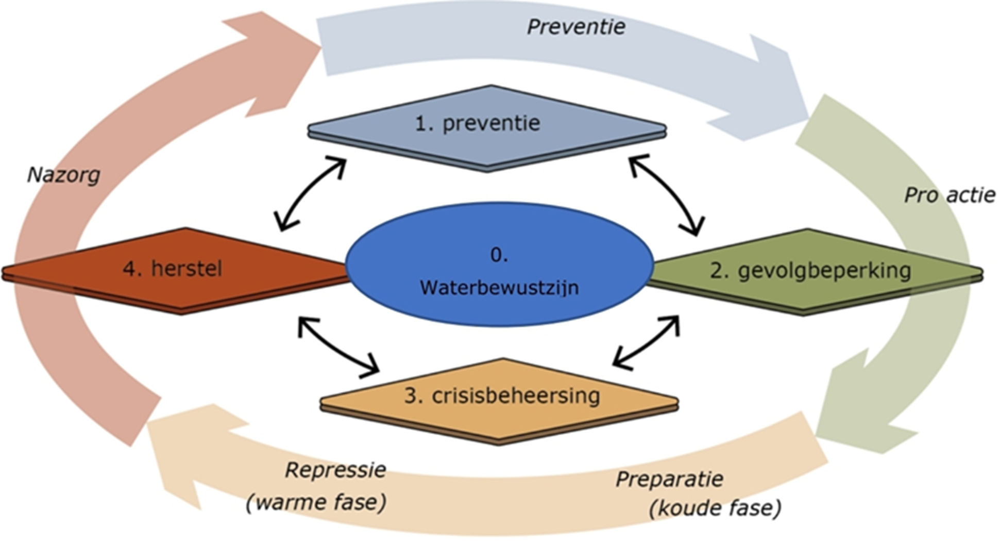 Preventie
1. preventie
Nazorg
Pro actie
4. herstel
0.
Waterbewustzijn
2. gevolgbeperking
3. crisisbeheersing
Repressie
(warme fase)
Preparatie
(koude fase)